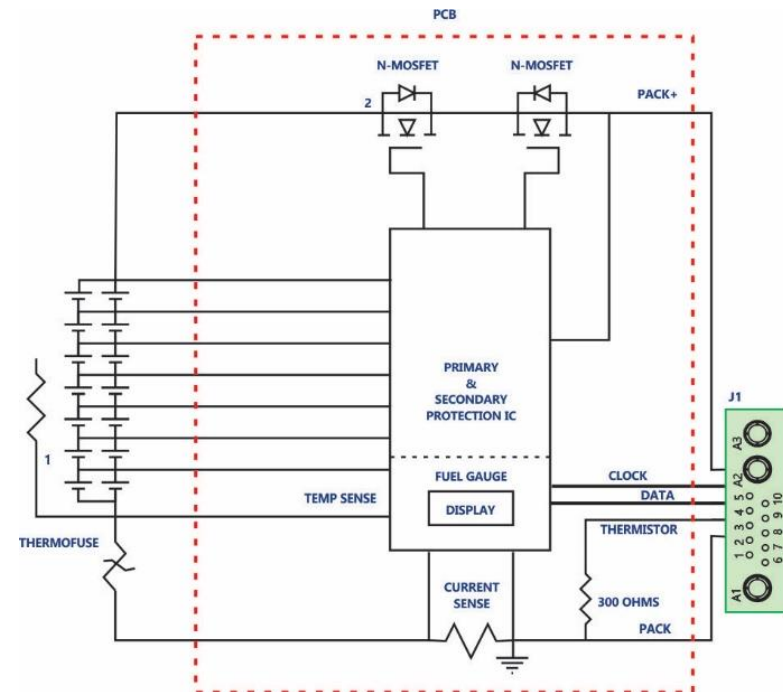 PCB
N-MOSFET
N-MOSFET
PACK+
2
PRIMARY
&
SECONDARY
PROTECTION IC
FUEL GAUGE
DISPLAY
TEMP SENSE
1
THERMOFUSE
CURRENT
SENSE
CLOCK
DATA
THERMISTOR
300 OHMS
PACK
J1
A3
A2
5 10
4 9
3 8
2 7
1 6
A1